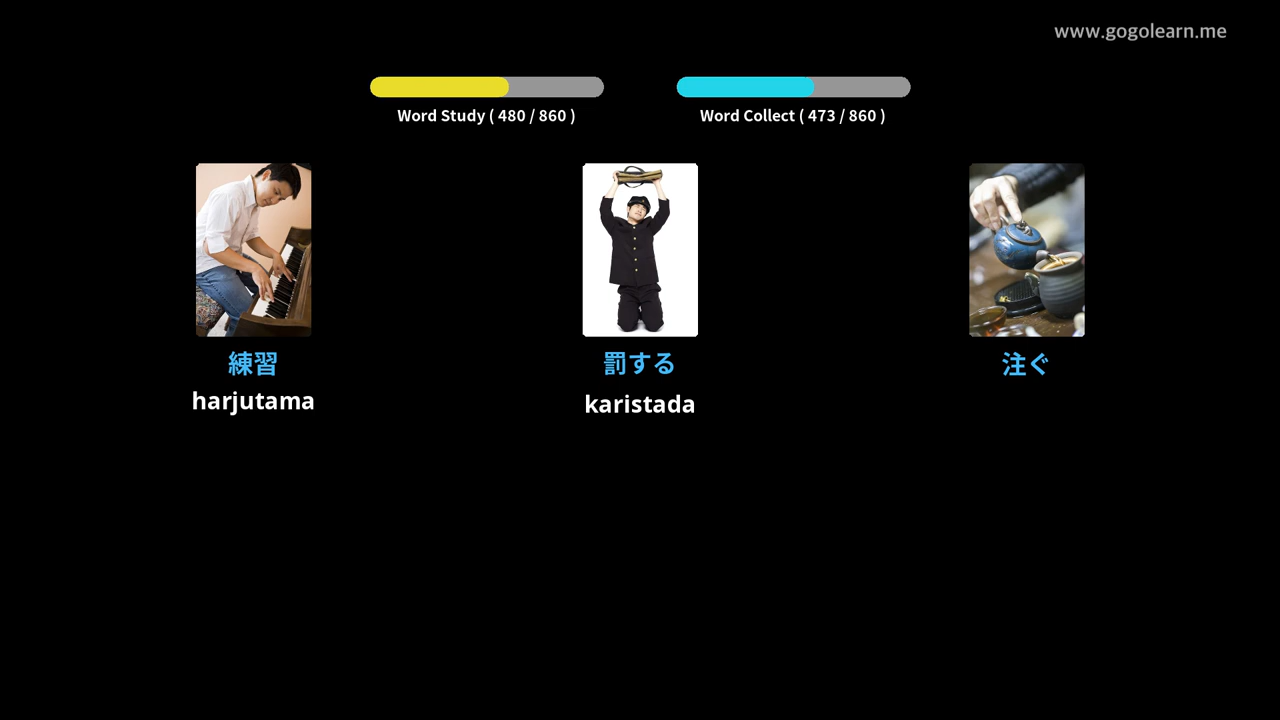 www.gogolearn.me
Word Study ( 480 / 860 )
Word Collect ( 473 / 860 )
練習
harjutama
罰する
karistada
注ぐ